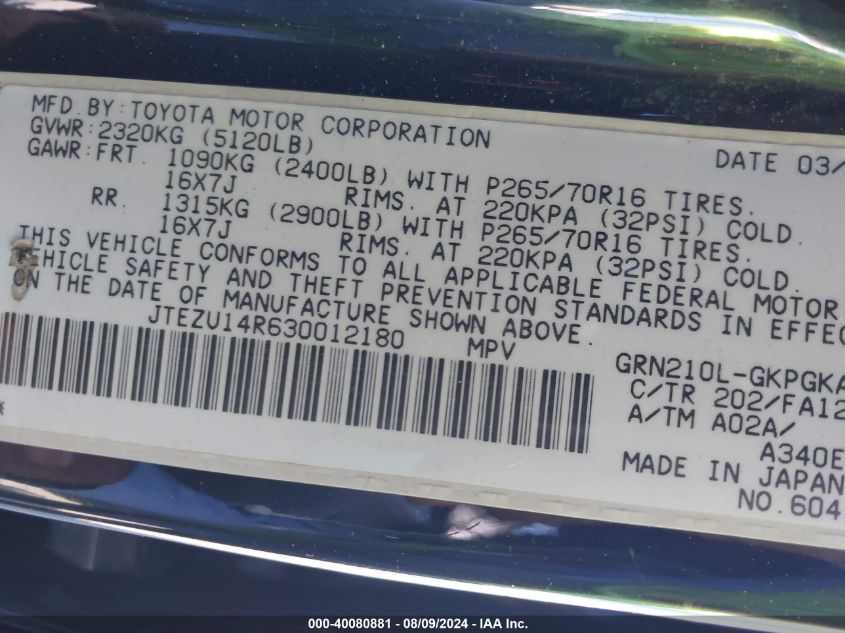 MFD.BY:TOYOTA MOTOR CORPORATION DATE 03/
GVWR:2320KG (5120LB)
GAWR:FRT. 1090KG (2400LB) WITH P265/70R16 TIRES.
16X7J RIMS. AT 220KPA (32PSI) COLD.
RR. 1315KG (2900LB) WITH P265/70R16 TIRES.
16X7J RIMS. AT 220KPA (32PSI) COLD.
THIS VEHICLE CONFORMS TO ALL APPLICABLE FEDERAL MOTOR
VEHICLE SAFETY AND THEFT PREVENTION STANDARDS IN EFFEC
ON THE DATE OF MANUFACTURE SHOWN ABOVE.
JTEZU14R630012180 MPV
GRN210L-GKPGKA
C/TR 202/FA12
A/TM A02A/
A340E
MADE IN JAPAN
NO.604
000-40080881 - 08/09/2024 - IAA Inc.